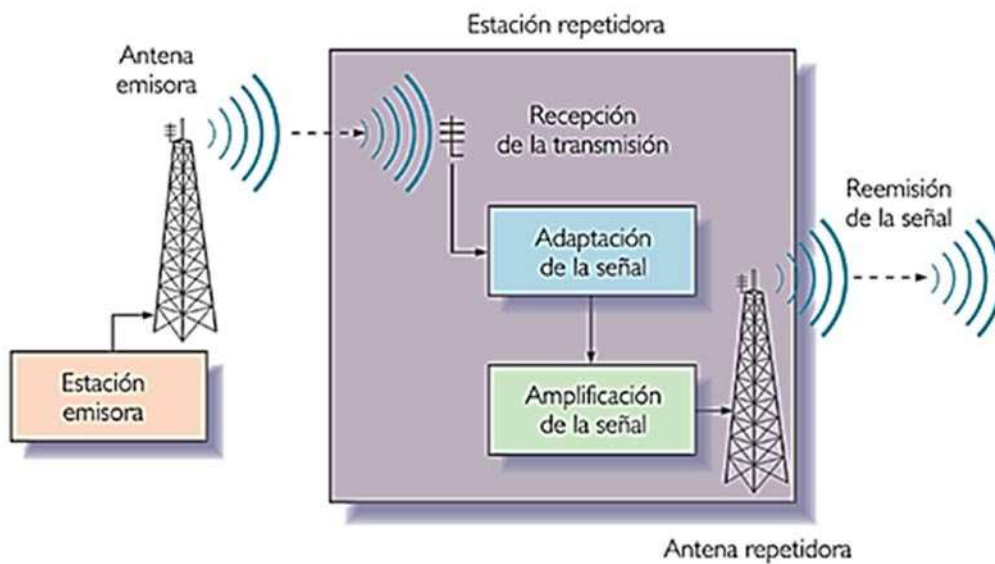 Estación repetidora
Antena
emisora
Recepción
de la transmisión
Reemisión
de la señal
Adaptación
de la señal
Estación
emisora
Amplificación
de la señal
Antena repetidora